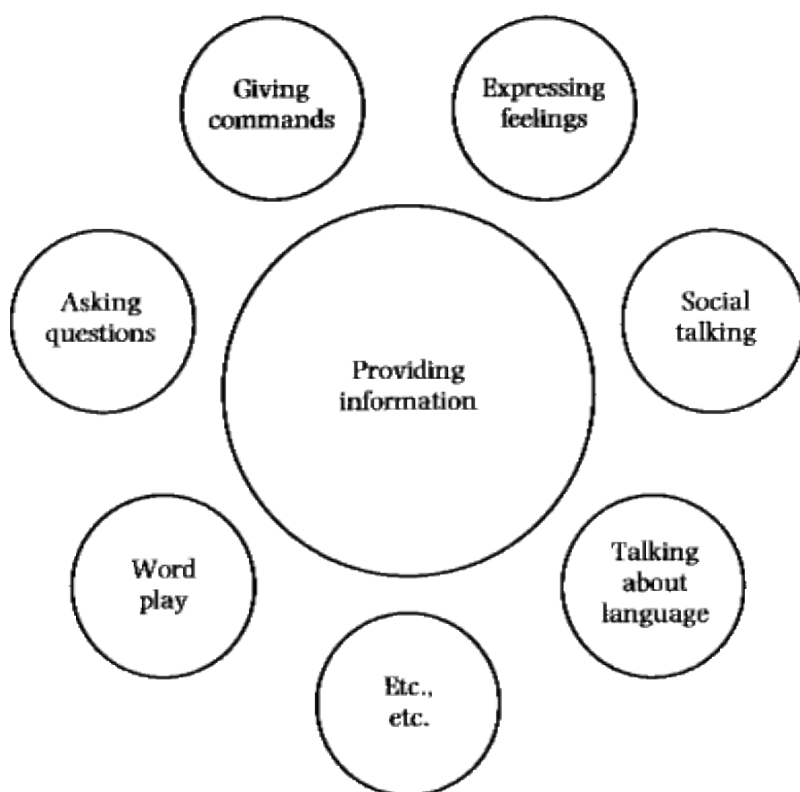 Giving
commands
Expressing
feelings
Asking
questions
Social
talking
Providing
information
Word
play
Talking
about
language
Etc.,
etc.